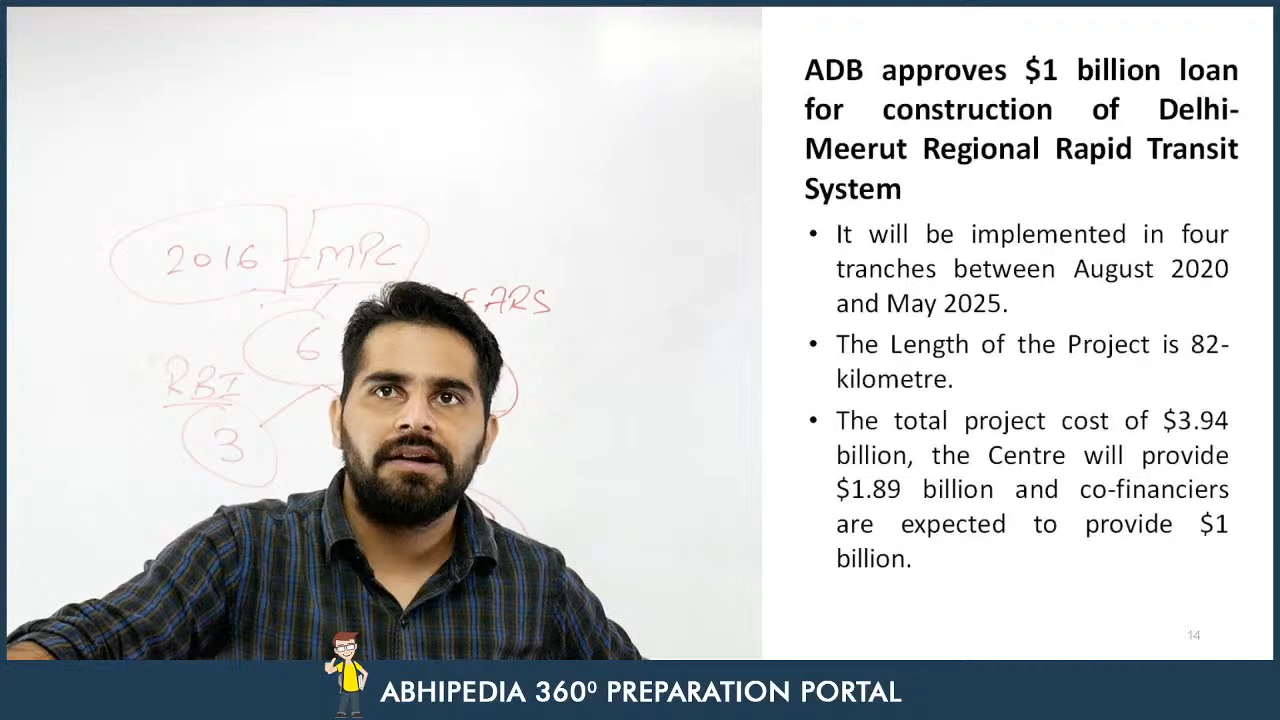 2016 - MPC
6
RBI
3
ADB approves $1 billion loan
for construction of Delhi-
Meerut Regional Rapid Transit
System
• It will be implemented in four
tranches between August 2020
and May 2025.
• The Length of the Project is 82-
kilometre.
• The total project cost of $3.94
billion, the Centre will provide
$1.89 billion and co-financiers
are expected to provide $1
billion.
14
ABHIPEDIA 360⁰ PREPARATION PORTAL